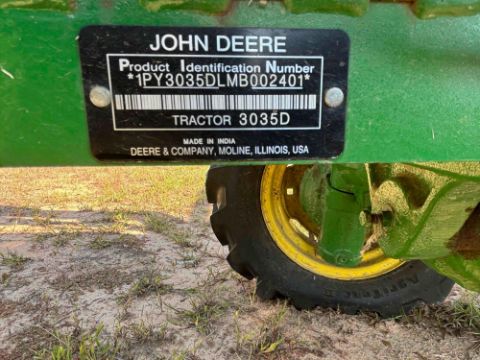 JOHN DEERE
Product Identification Number
*1PY3035DLMB002401*
TRACTOR 3035D
MADE IN INDIA
DEERE & COMPANY, MOLINE, ILLINOIS, USA